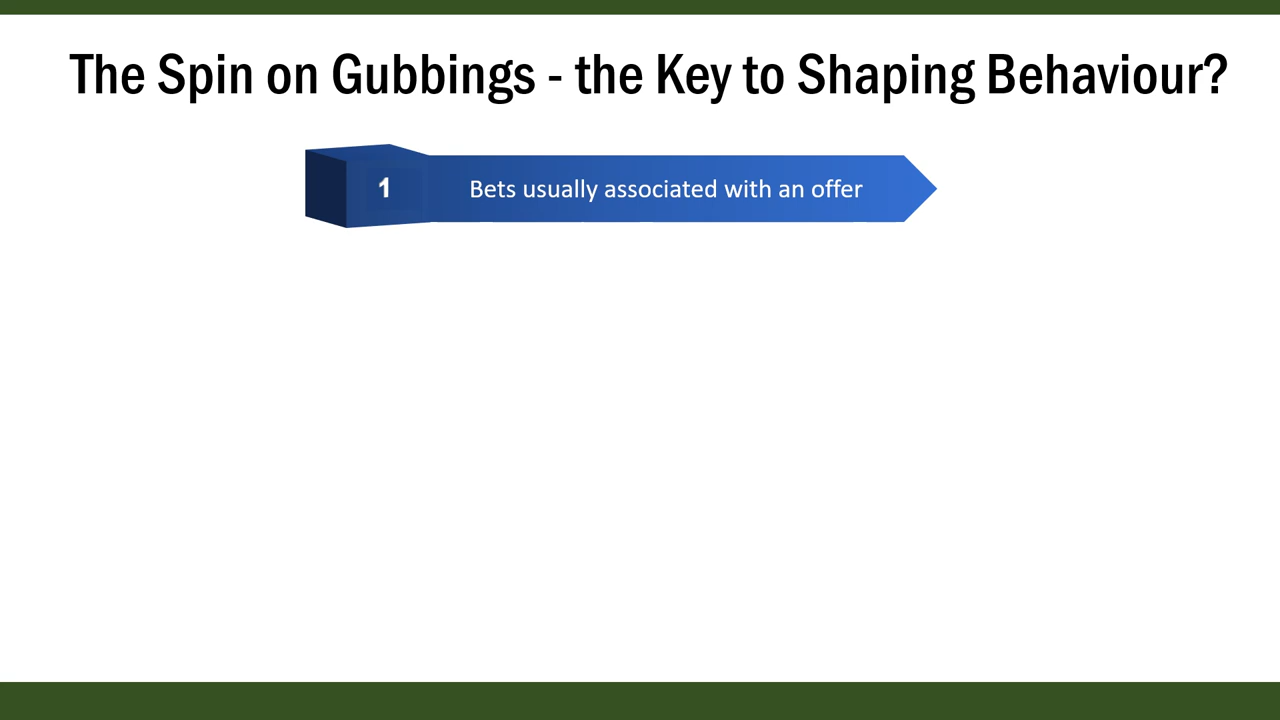 The Spin on Gubbings - the Key to Shaping Behaviour?
1 Bets usually associated with an offer